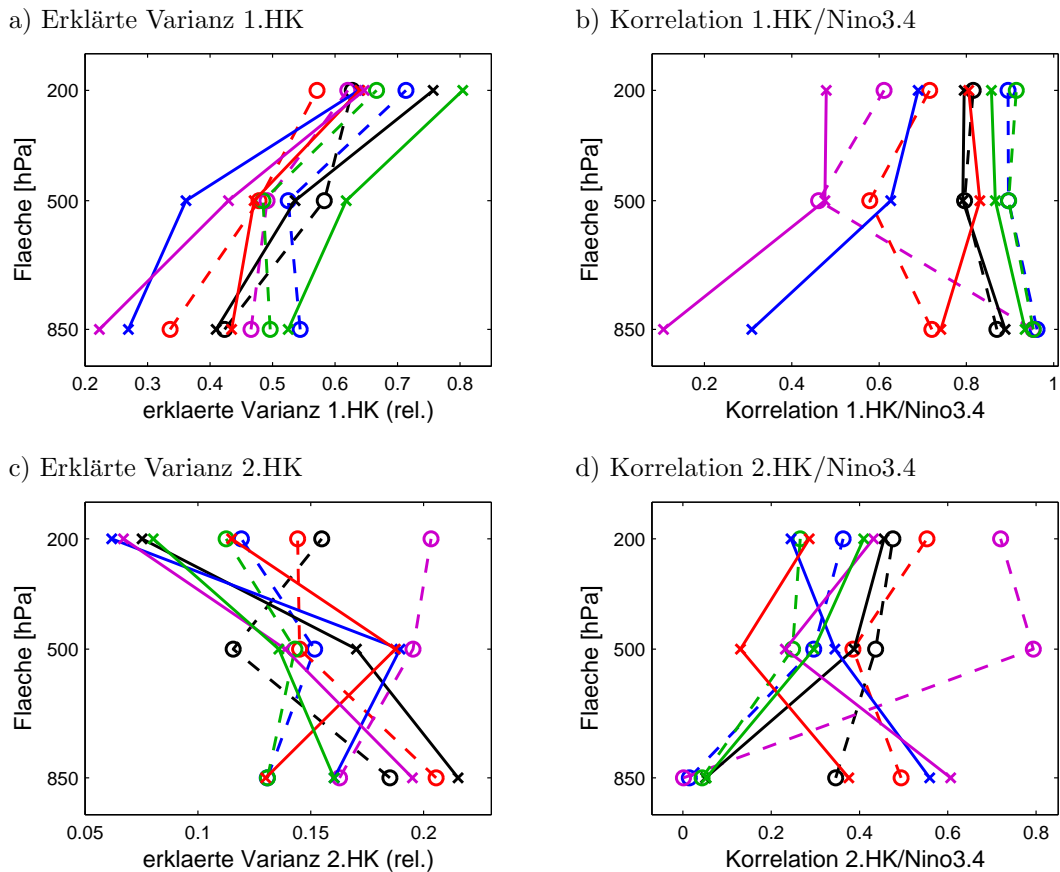 a) Erklärte Varianz 1.HK
b) Korrelation 1.HK/Nino3.4
200
500
850
Flaeche [hPa]
0.2 0.3 0.4 0.5 0.6 0.7 0.8
erklaerte Varianz 1.HK (rel.)
200
500
850
Flaeche [hPa]
0.2 0.4 0.6 0.8 1
Korrelation 1.HK/Nino3.4
c) Erklärte Varianz 2.HK
d) Korrelation 2.HK/Nino3.4
200
500
850
Flaeche [hPa]
0.05 0.1 0.15 0.2
erklaerte Varianz 2.HK (rel.)
200
500
850
Flaeche [hPa]
0 0.2 0.4 0.6 0.8
Korrelation 2.HK/Nino3.4